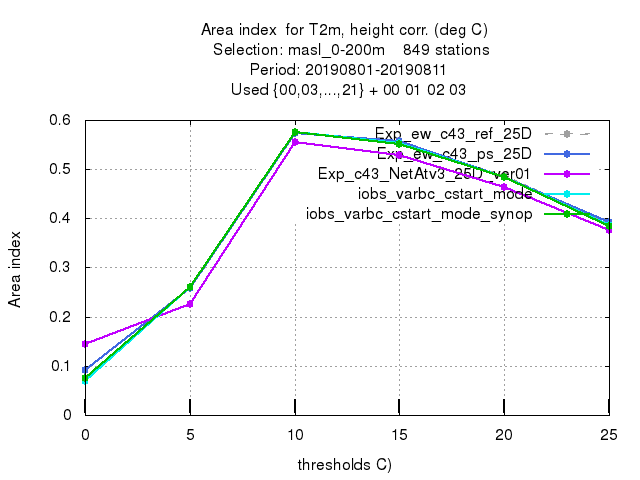 Area index  for T2m, height corr. (deg C)
Selection: masl_0-200m    849 stations
Period: 20190801-20190811
Used {00,03,...,21} + 00 01 02 03
Exp_ew_c43_ref_25D
Exp_ew_c43_ps_25D
Exp_c43_NetAtv3_25D_ver01
iobs_varbc_cstart_mode
iobs_varbc_cstart_mode_synop
Area index
0.6
0.5
0.4
0.3
0.2
0.1
0
0 5 10 15 20 25
thresholds C)